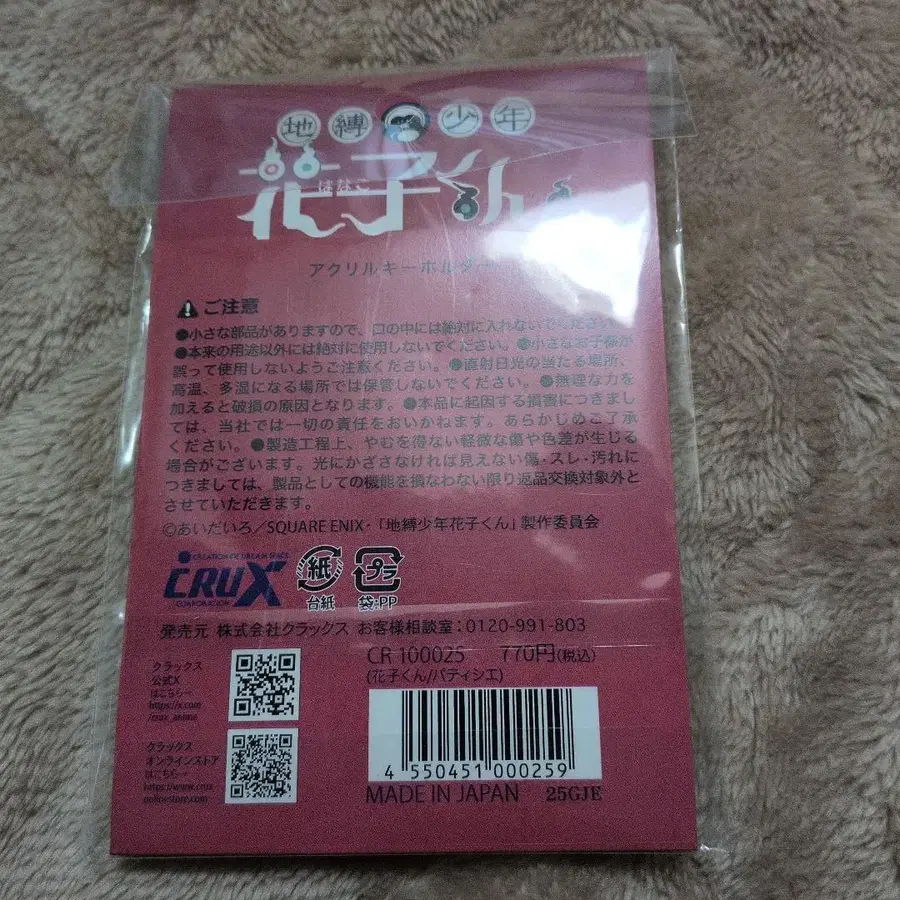 地縛少年
花子くん
はなこ
アクリルキーホルダー
ご注意
●小さな部品がありますので、口の中には絶対に入れないでください。
●本来の用途以外には絶対に使用しないでください。●小さなお子様が
誤って使用しないようご注意ください。●直射日光の当たる場所、
高温、多湿になる場所では保管しないでください。●無理な力を
加えると破損の原因となります。●本品に起因する損害につきまし
ては、当社では一切の責任をおいかねます。あらかじめご了承
ください。●製造工程上、やむを得ない軽微な傷や色差が生じる
場合がございます。光にかざさなければ見えない傷・スレ・汚れに
つきましては、製品としての機能を損なわない限り返品交換対象外と
させていただきます。
©あいだいろ/SQUARE ENIX・「地縛少年花子くん」製作委員会
CREATION OF DREAM SPACE
CRUX
CORPORATION
紙
台紙
プラ
袋:PP
発売元 株式会社クラックス お客様相談室:0120-991-803
クラックス
公式X
はこちらー
https://x.com
/crux_anime
CR 100025 770円(税込)
(花子くん/パティシエ)
クラックス
オンラインストア
はこちらー
https://www.crux
onlinestore.com
4 550451 000259
MADE IN JAPAN 25GJE